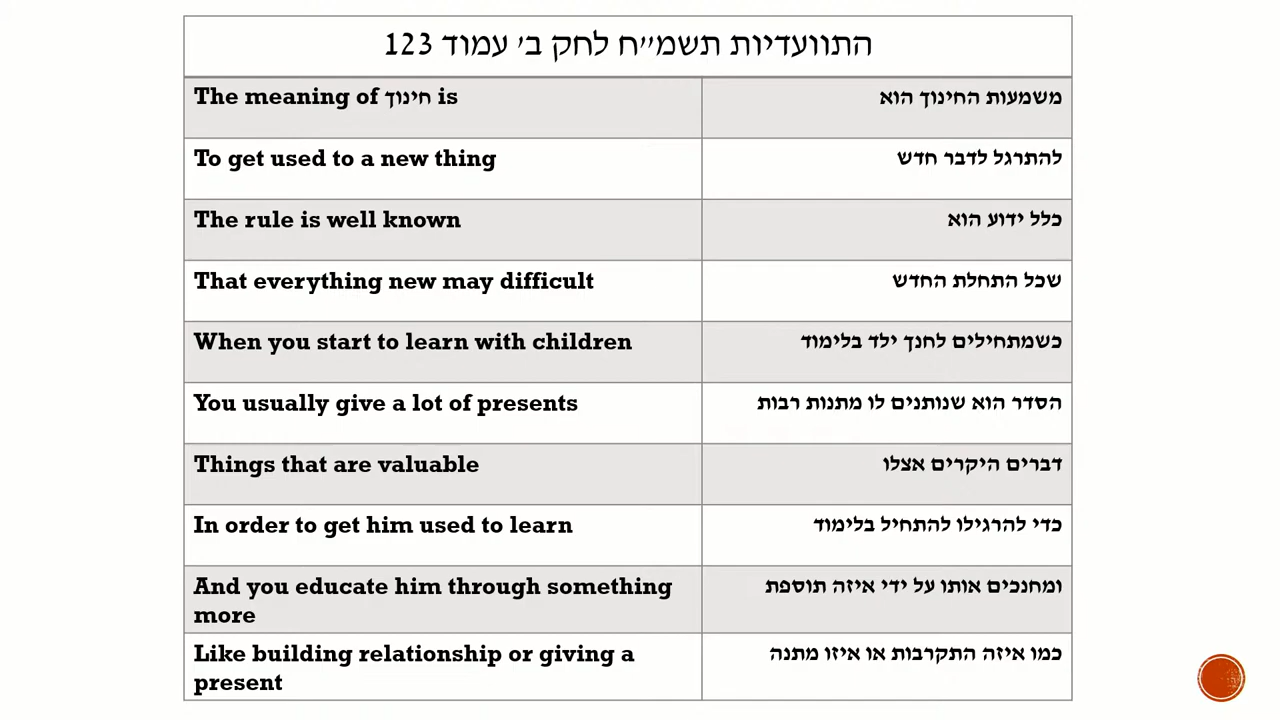 התוועדיות תשמ''ח לחק ב' עמוד 123
The meaning of חינוך is
משמעות החינוך הוא
To get used to a new thing
להתרגל לדבר חדש
The rule is well known
כלל ידוע הוא
That everything new may difficult
שכל התחלת החדש
When you start to learn with children
כשמתחילים לחנך ילד בלימוד
You usually give a lot of presents
הסדר הוא שנותנים לו מתנות רבות
Things that are valuable
דברים היקרים אצלו
In order to get him used to learn
כדי להרגילו להתחיל בלימוד
And you educate him through something
more
ומחנכים אותו על ידי איזה תוספת
Like building relationship or giving a
present
כמו איזה התקרבות או איזו מתנה